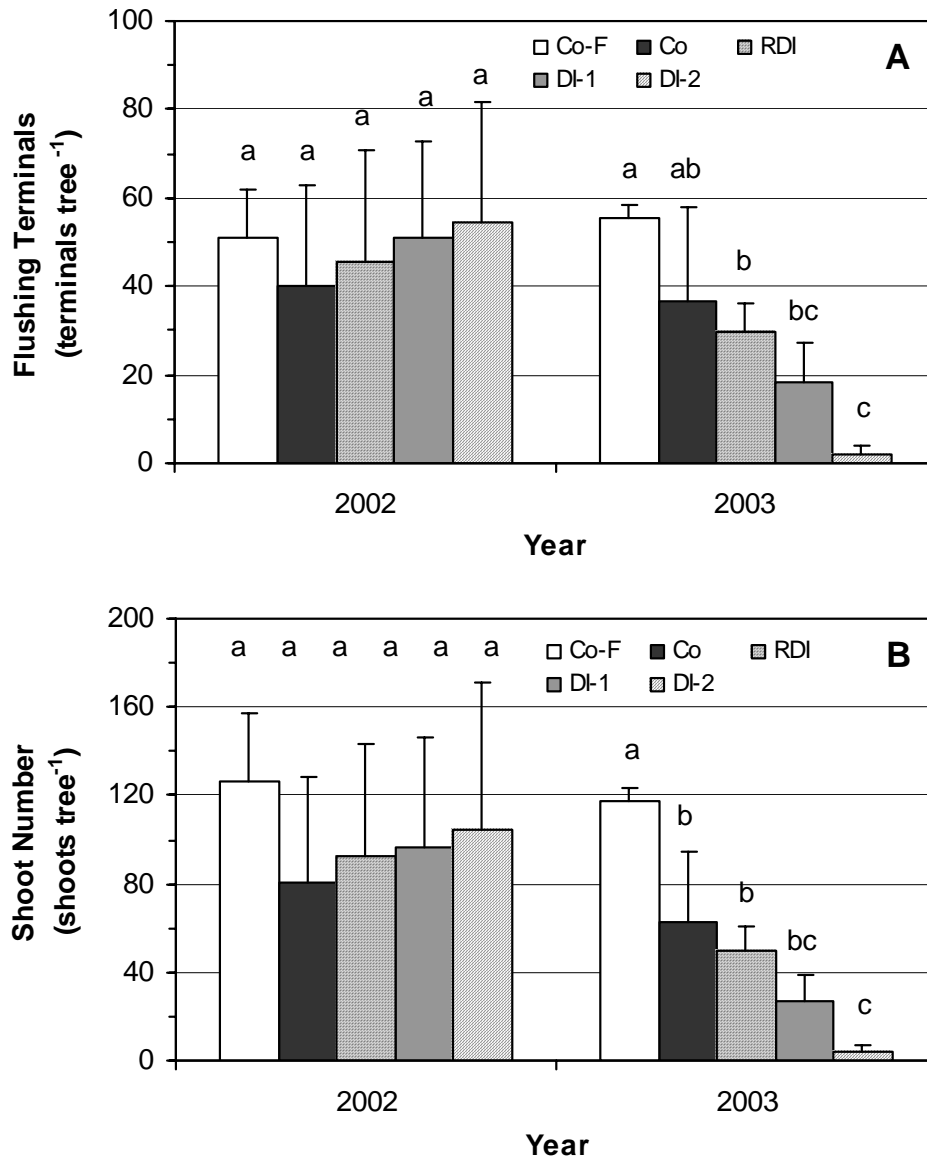 100
80
60
40
20
0
Flushing Terminals
(terminals tree⁻¹)
Co-F Co RDI
DI-1 DI-2
A
a a a a a
a ab b bc c
2002 2003
Year
200
160
120
80
40
0
Shoot Number
(shoots tree⁻¹)
a a a a a a
Co-F Co RDI
DI-1 DI-2
B
a b b bc c
2002 2003
Year